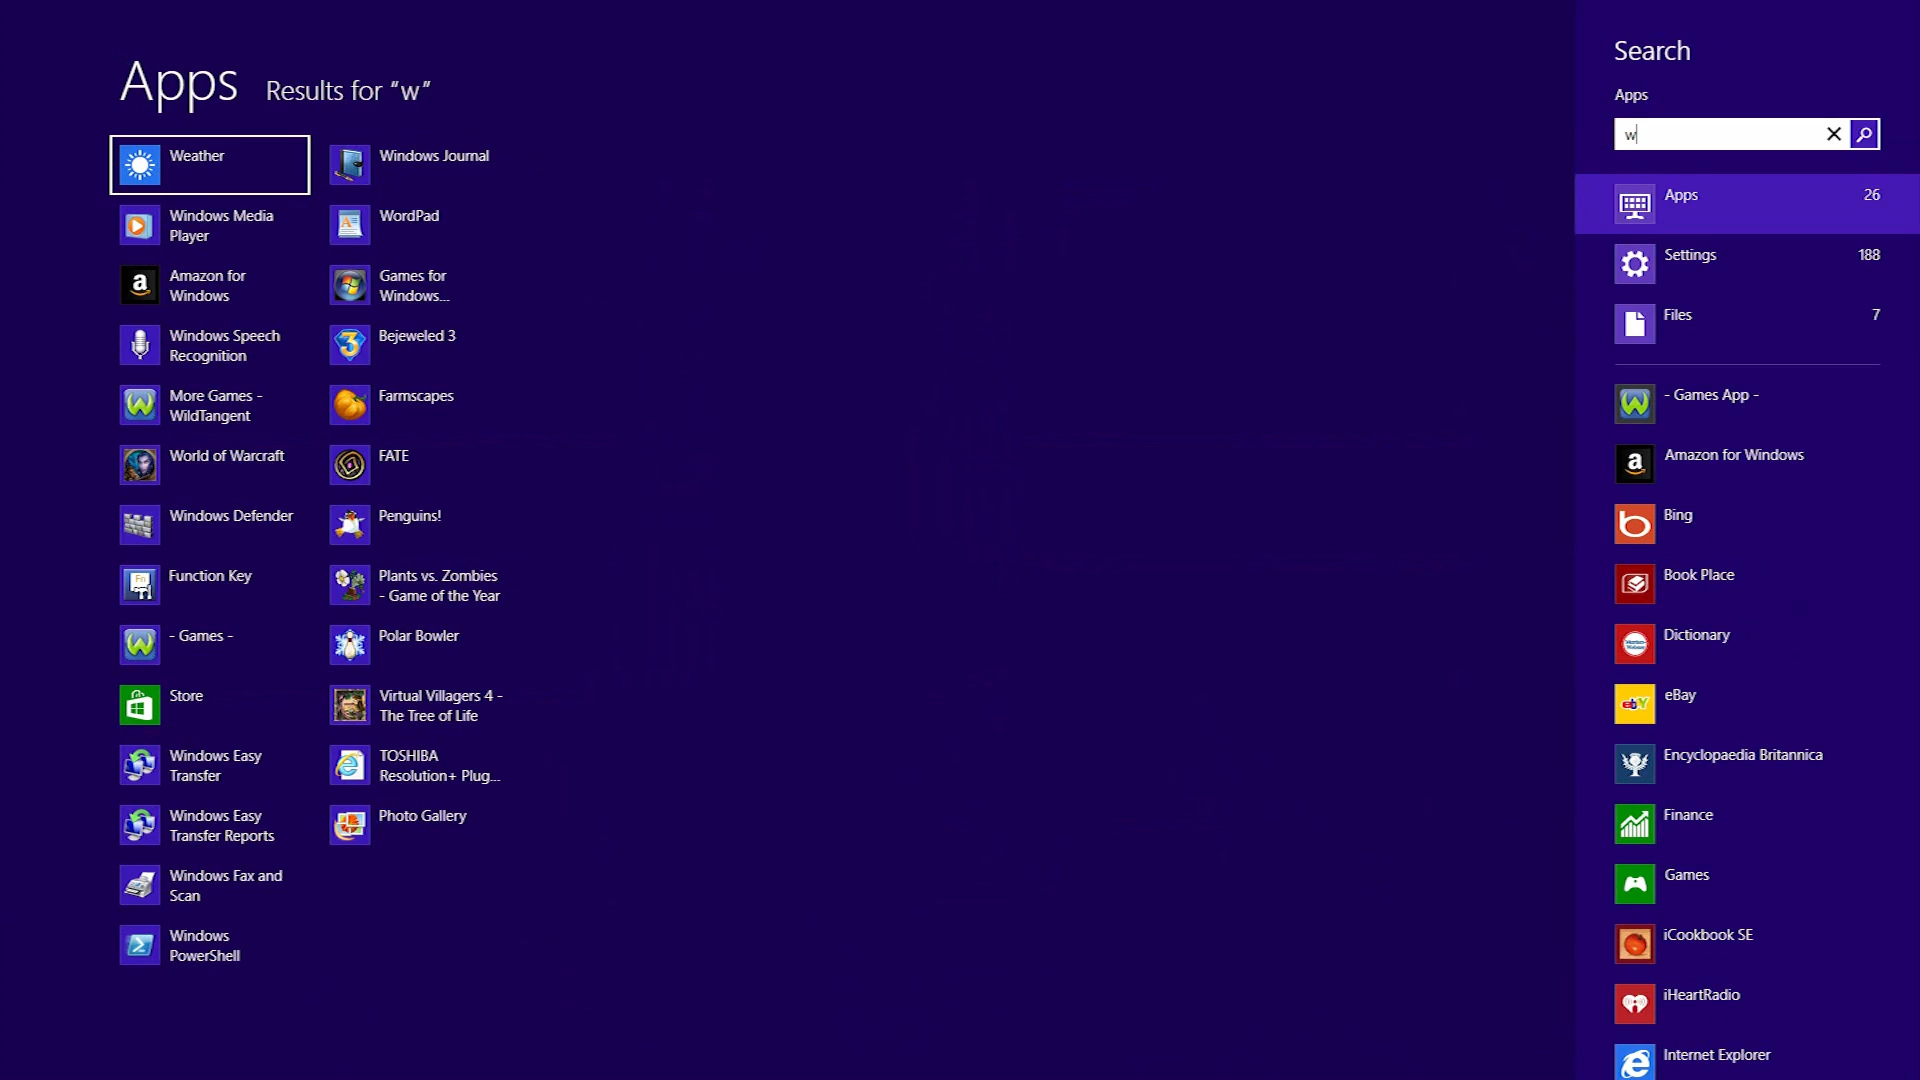 Apps Results for “w”
Weather
Windows Media
Player
Amazon for
Windows
Windows Speech
Recognition
More Games -
WildTangent
World of Warcraft
Windows Defender
Function Key
- Games -
Store
Windows Easy
Transfer
Windows Easy
Transfer Reports
Windows Fax and
Scan
Windows
PowerShell
Windows Journal
WordPad
Games for
Windows...
Bejeweled 3
Farmscapes
FATE
Penguins!
Plants vs. Zombies
- Game of the Year
Polar Bowler
Virtual Villagers 4 -
The Tree of Life
TOSHIBA
Resolution+ Plug...
Photo Gallery
Search
Apps
w
Apps 26
Settings 188
Files 7
- Games App -
Amazon for Windows
Bing
Book Place
Dictionary
eBay
Encyclopaedia Britannica
Finance
Games
iCookbook SE
iHeartRadio
Internet Explorer